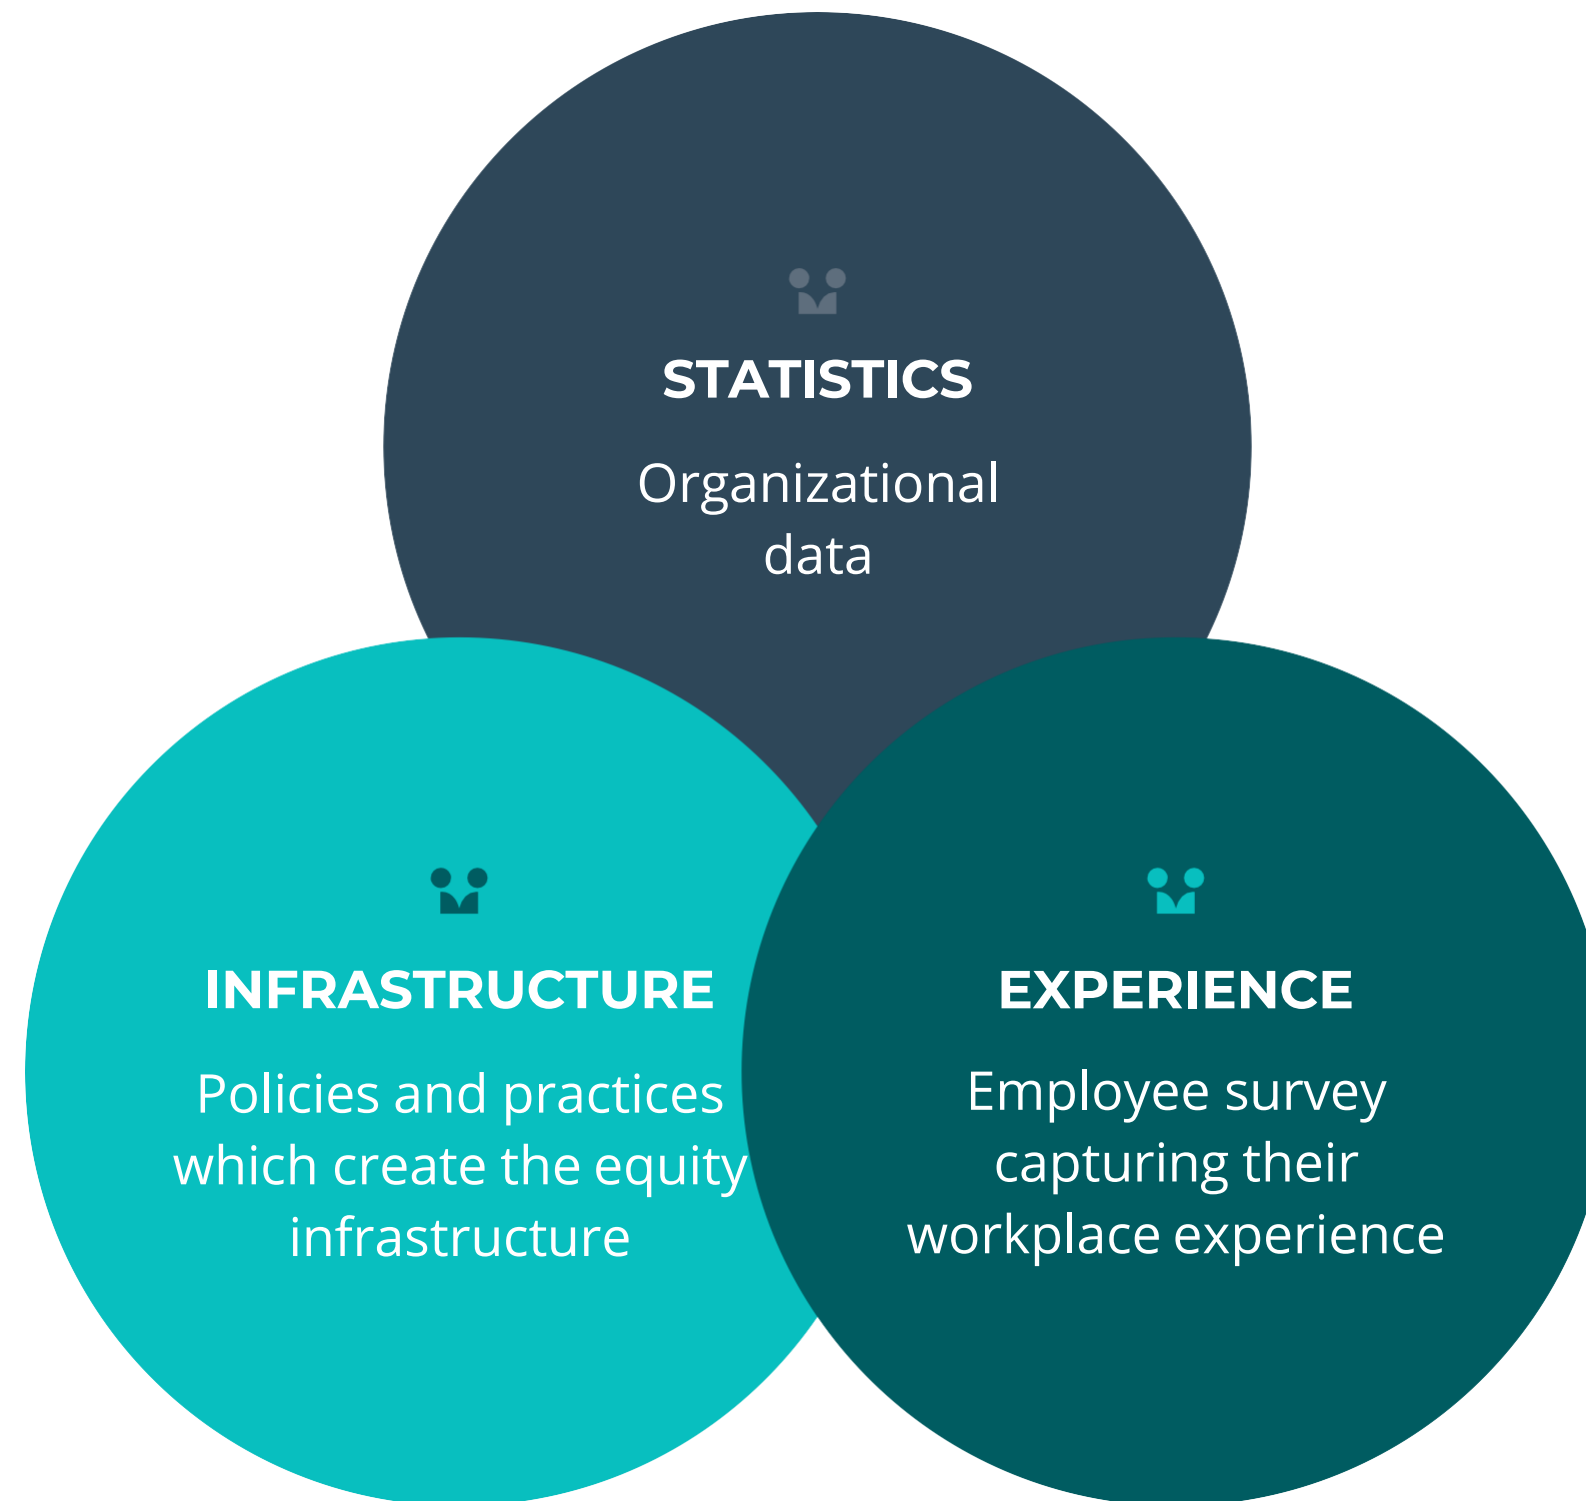 STATISTICS
Organizational
data
INFRASTRUCTURE
Policies and practices
which create the equity
infrastructure
EXPERIENCE
Employee survey
capturing their
workplace experience